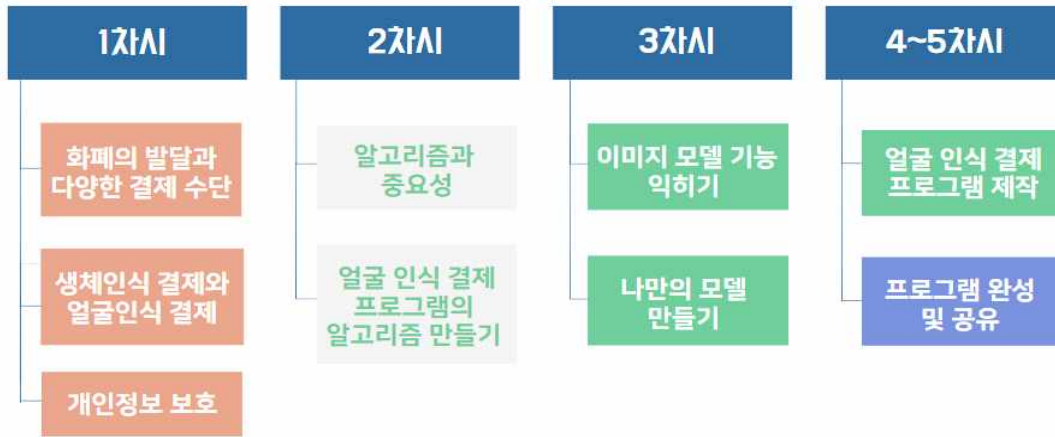 1차시
화폐의 발달과
다양한 결제 수단
생체인식 결제와
얼굴인식 결제
개인정보 보호
2차시
알고리즘과
중요성
얼굴 인식 결제
프로그램의
알고리즘 만들기
3차시
이미지 모델 기능
익히기
나만의 모델
만들기
4~5차시
얼굴 인식 결제
프로그램 제작
프로그램 완성
및 공유